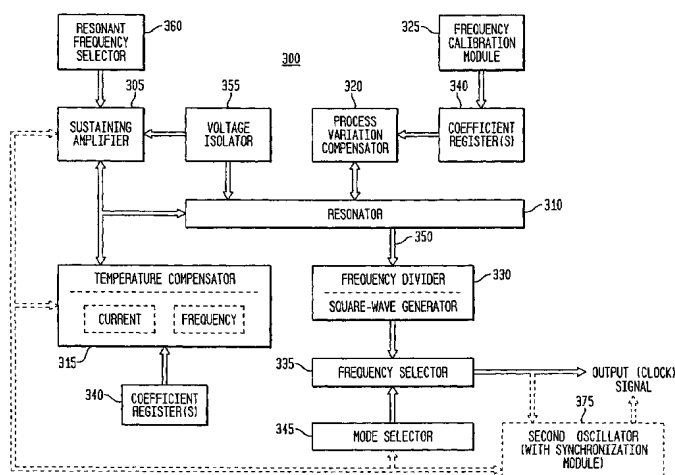 RESONANT
FREQUENCY
SELECTOR
360
300
325
FREQUENCY
CALIBRATION
MODULE
305
355
320
340
SUSTAINING
AMPLIFIER
VOLTAGE
ISOLATOR
PROCESS
VARIATION
COMPENSATOR
COEFFICIENT
REGISTER(S)
RESONATOR
310
350
TEMPERATURE COMPENSATOR
CURRENT
FREQUENCY
315
FREQUENCY DIVIDER
SQUARE-WAVE GENERATOR
330
335
FREQUENCY SELECTOR
OUTPUT (CLOCK)
SIGNAL
340
COEFFICIENT
REGISTER(S)
345
MODE SELECTOR
375
SECOND OSCILLATOR
(WITH SYNCHRONIZATION
MODULE)